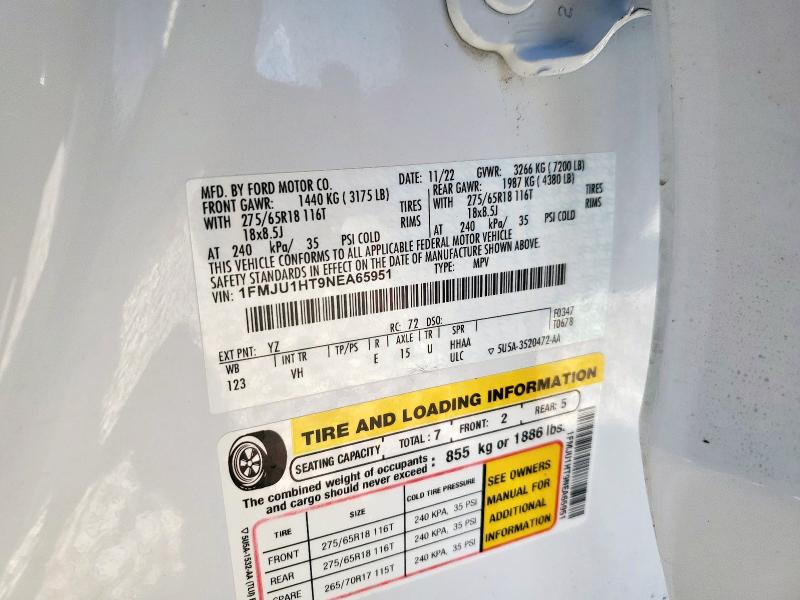 MFD. BY FORD MOTOR CO.
DATE: 11/22 GVWR: 3266 KG ( 7200 LB)
FRONT GAWR: 1440 KG ( 3175 LB) REAR GAWR: 1987 KG ( 4380 LB)
WITH 275/65R18 116T TIRES WITH 275/65R18 116T TIRES
18x8.5J RIMS 18x8.5J RIMS
AT 240 kPa/ 35 PSI COLD AT 240 kPa/ 35 PSI COLD
THIS VEHICLE CONFORMS TO ALL APPLICABLE FEDERAL MOTOR VEHICLE
SAFETY STANDARDS IN EFFECT ON THE DATE OF MANUFACTURE SHOWN ABOVE.
VIN: 1FMJU1HT9NEA65951 TYPE: MPV
F0347
T0678
EXT PNT: YZ RC: 72 DSO:
WB INT TR TP/PS R AXLE TR SPR
123 VH E 15 U HHAA
ULC 5U5A-3520472-AA
TIRE AND LOADING INFORMATION
SEATING CAPACITY TOTAL: 7 FRONT: 2 REAR: 5
The combined weight of occupants and cargo should never exceed : 855 kg or 1886 lbs.
TIRE SIZE COLD TIRE PRESSURE
FRONT 275/65R18 116T 240 KPA, 35 PSI
REAR 275/65R18 116T 240 KPA, 35 PSI
SPARE 265/70R17 115T 240 KPA, 35 PSI
SEE OWNERS
MANUAL FOR
ADDITIONAL
INFORMATION
1FMJU1HT9NEA65951